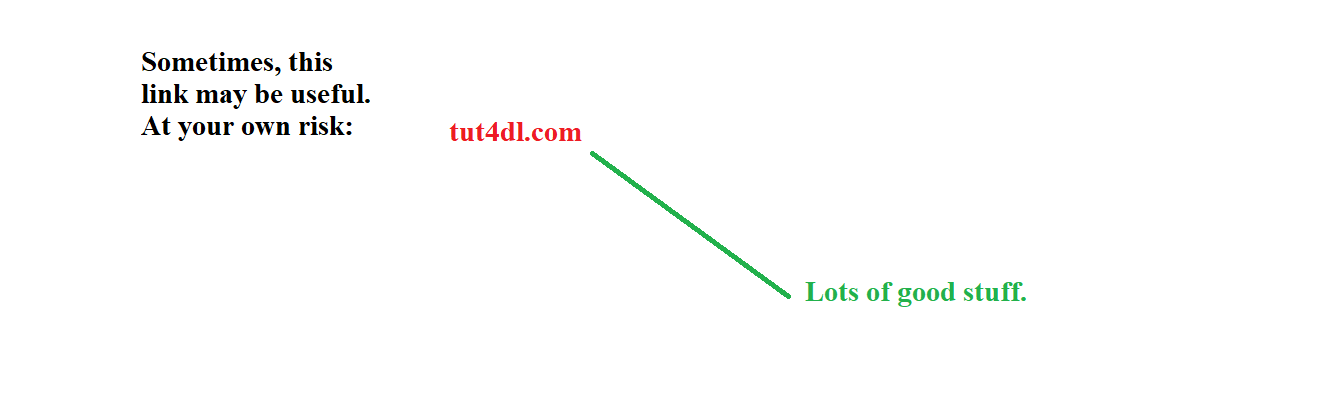 Sometimes, this
link may be useful.
At your own risk:
tut4dl.com
Lots of good stuff.